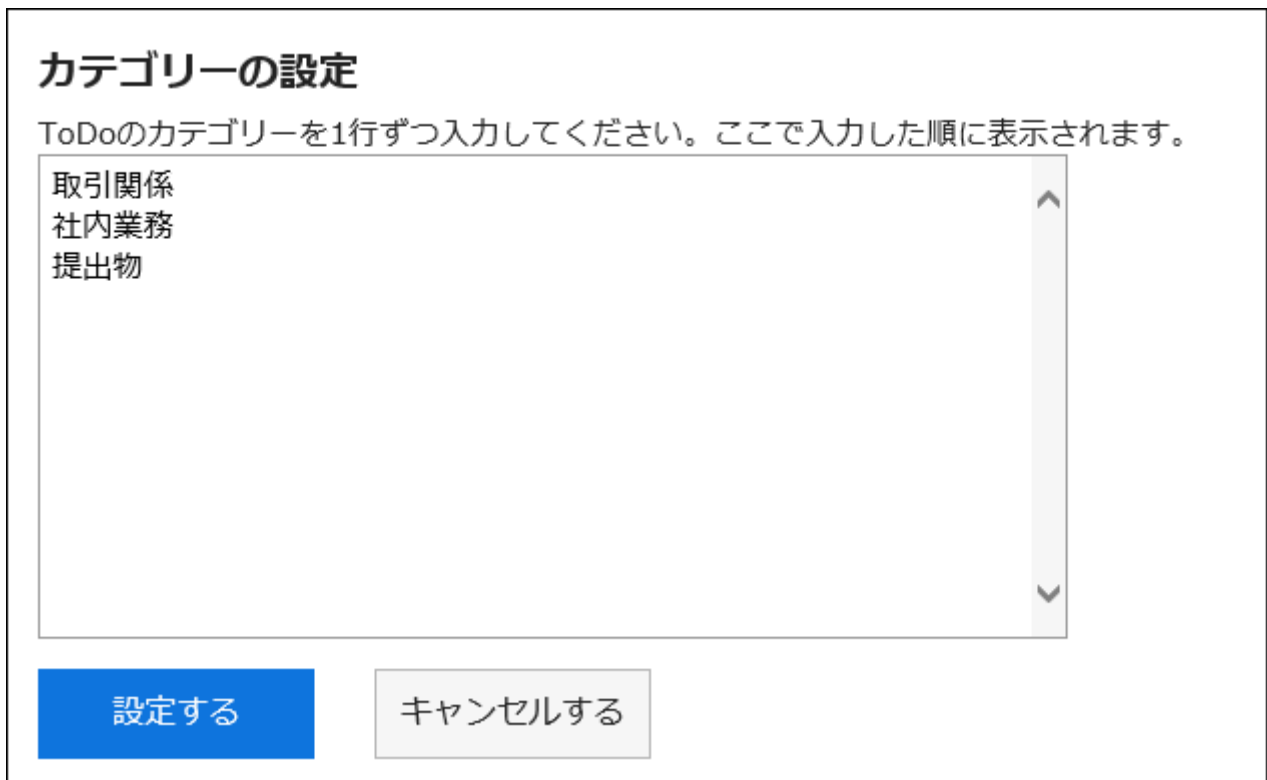 カテゴリーの設定
ToDoのカテゴリーを1行ずつ入力してください。ここで入力した順に表示されます。
取引関係
社内業務
提出物
設定する
キャンセルする